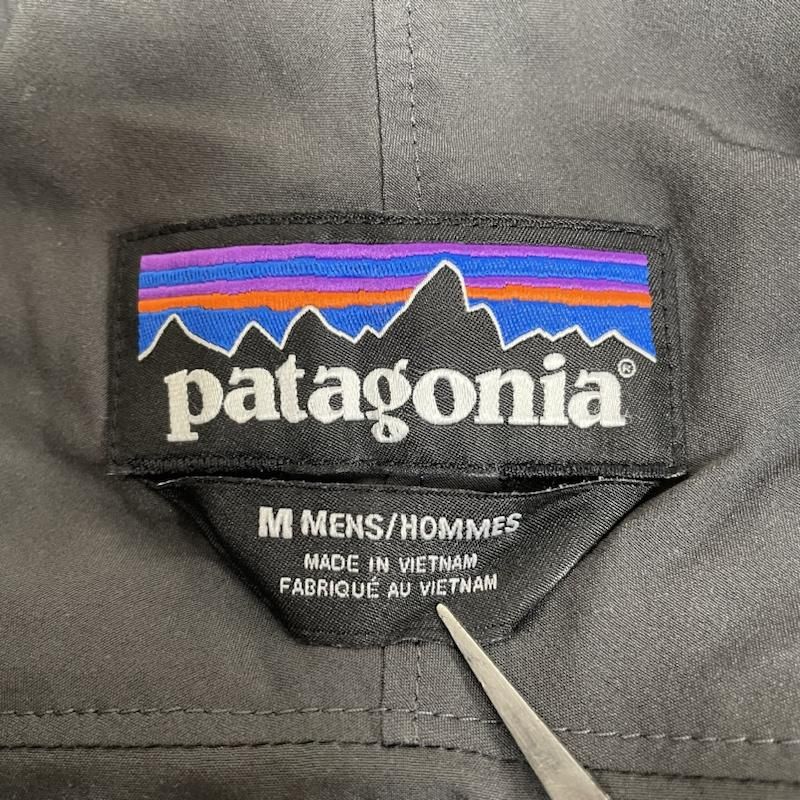 patagonia®
M MENS/HOMMES
MADE IN VIETNAM
FABRIQUÉ AU VIETNAM